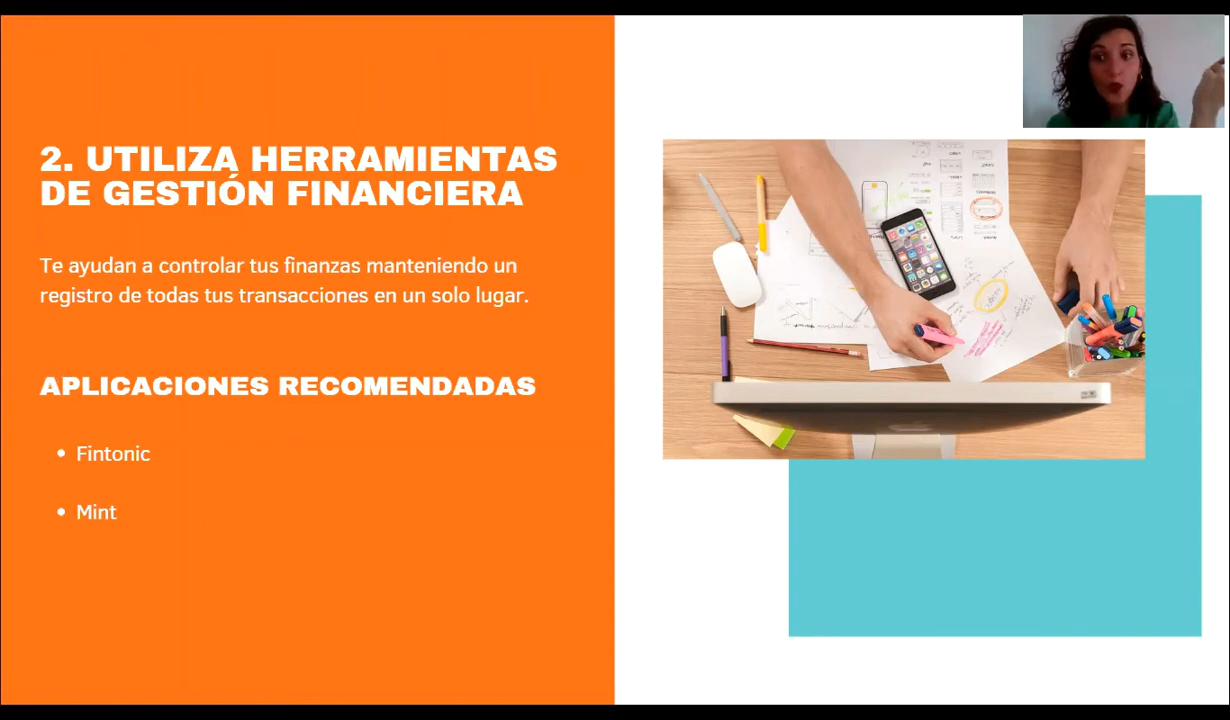 2. UTILIZA HERRAMIENTAS
DE GESTIÓN FINANCIERA
Te ayudan a controlar tus finanzas manteniendo un
registro de todas tus transacciones en un solo lugar.
APLICACIONES RECOMENDADAS
• Fintonic
• Mint